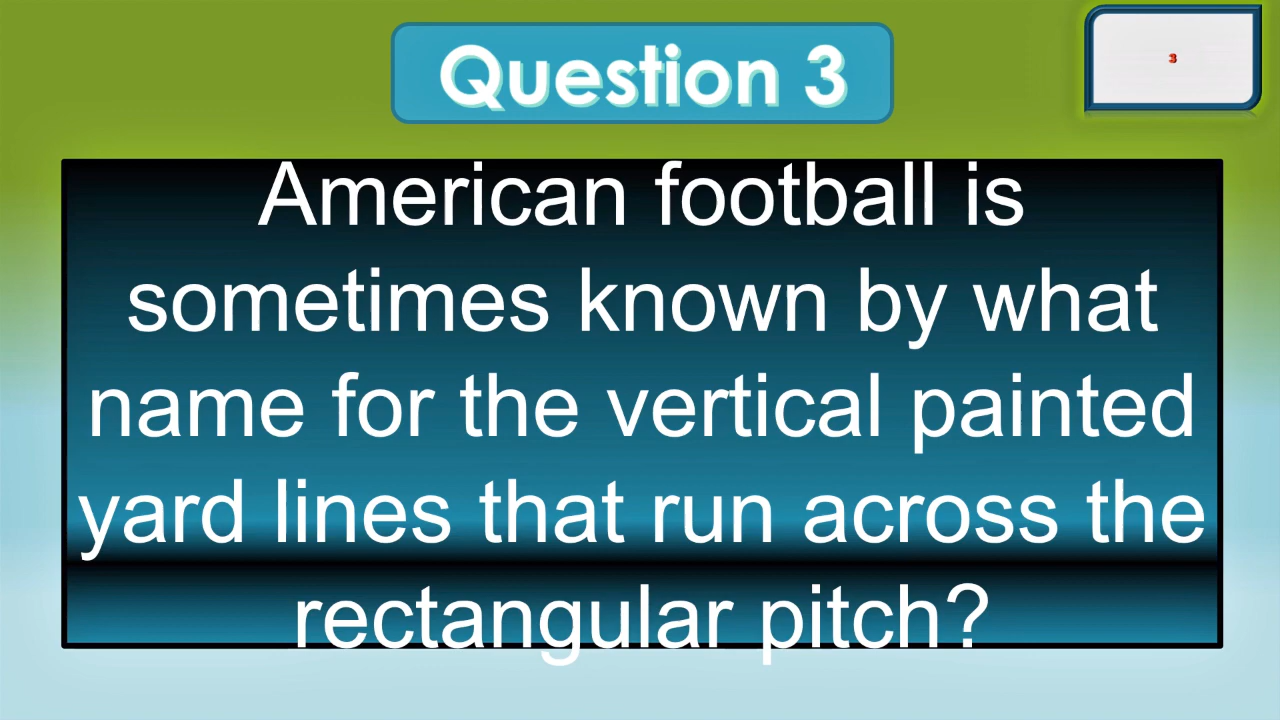 Question 3
3
American football is
sometimes known by what
name for the vertical painted
yard lines that run across the
rectangular pitch?